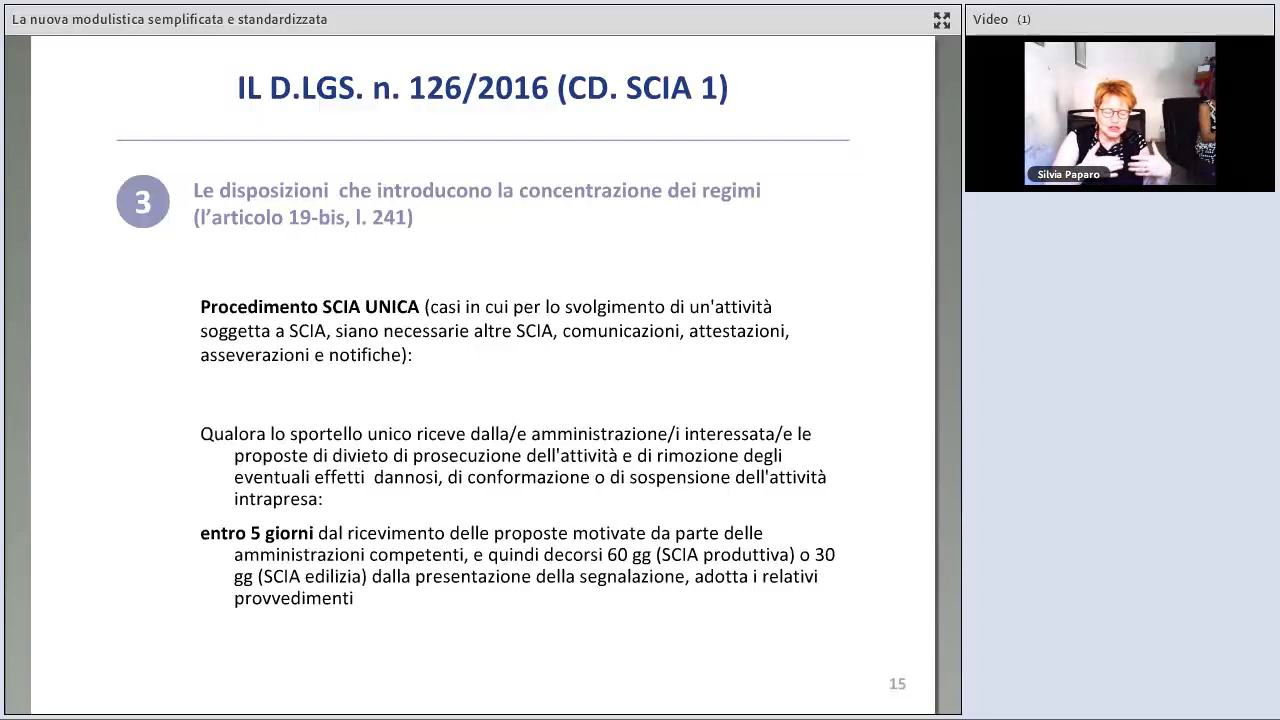 La nuova modulistica semplificata e standardizzata
Video (1)
IL D.LGS. n. 126/2016 (CD. SCIA 1)
3
Le disposizioni che introducono la concentrazione dei regimi
(l'articolo 19-bis, l. 241)
Silvia Paparo
Procedimento SCIA UNICA (casi in cui per lo svolgimento di un'attività
soggetta a SCIA, siano necessarie altre SCIA, comunicazioni, attestazioni,
asseverazioni e notifiche):
Qualora lo sportello unico riceve dalla/e amministrazione/i interessata/e le
proposte di divieto di prosecuzione dell'attività e di rimozione degli
eventuali effetti dannosi, di conformazione o di sospensione dell'attività
intrapresa:
entro 5 giorni dal ricevimento delle proposte motivate da parte delle
amministrazioni competenti, e quindi decorsi 60 gg (SCIA produttiva) o 30
gg (SCIA edilizia) dalla presentazione della segnalazione, adotta i relativi
provvedimenti
15